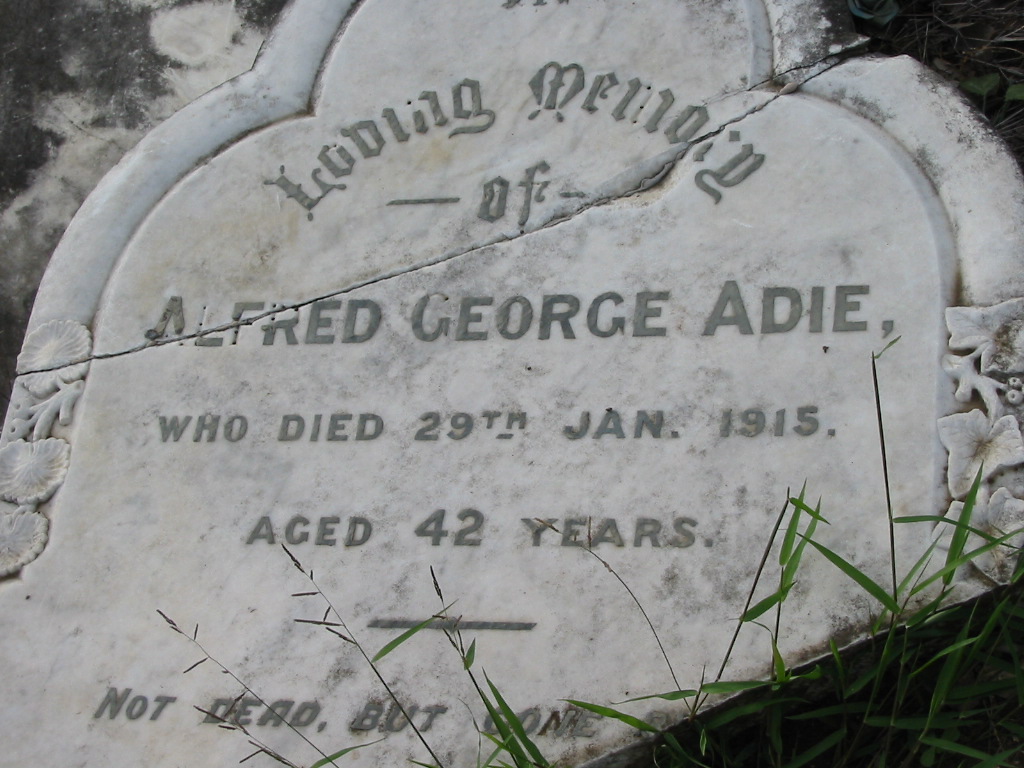 Loving Memory
of
ALFRED GEORGE ADIE,
WHO DIED 29TH JAN. 1915.
AGED 42 YEARS.
NOT DEAD, BUT GONE